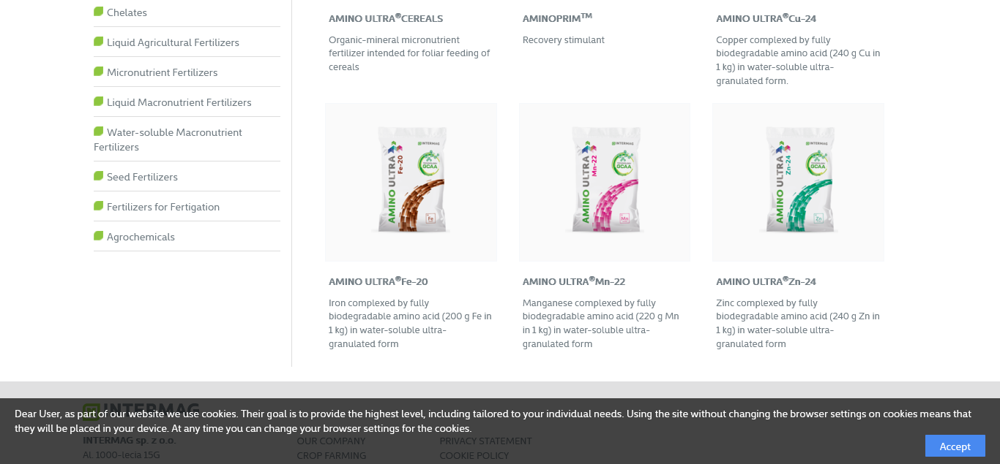 Chelates
Liquid Agricultural Fertilizers
Micronutrient Fertilizers
Liquid Macronutrient Fertilizers
Water-soluble Macronutrient
Fertilizers
Seed Fertilizers
Fertilizers for Fertigation
Agrochemicals
AMINO ULTRA®CEREALS
Organic-mineral micronutrient
fertilizer intended for foliar feeding of
cereals
AMINOPRIM™
Recovery stimulant
AMINO ULTRA®Cu-24
Copper complexed by fully
biodegradable amino acid (240 g Cu in
1 kg) in water-soluble ultra-
granulated form.
INTERMAG
AMINO ULTRA
Fe-20
TECHNOLOGY
GCAA
Fe
INTERMAG
AMINO ULTRA
Mn-22
TECHNOLOGY
GCAA
Mn
INTERMAG
AMINO ULTRA
Zn-24
TECHNOLOGY
GCAA
Zn
AMINO ULTRA®Fe-20
Iron complexed by fully
biodegradable amino acid (200 g Fe in
1 kg) in water-soluble ultra-
granulated form
AMINO ULTRA®Mn-22
Manganese complexed by fully
biodegradable amino acid (220 g Mn
in 1 kg) in water-soluble ultra-
granulated form
AMINO ULTRA®Zn-24
Zinc complexed by fully
biodegradable amino acid (240 g Zn in
1 kg) in water-soluble ultra-
granulated form
INTERMAG
Dear User, as part of our website we use cookies. Their goal is to provide the highest level, including tailored to your individual needs. Using the site without changing the browser settings on cookies means that
they will be placed in your device. At any time you can change your browser settings for the cookies.
Accept
INTERMAG sp. z o.o.
Al. 1000-lecia 15G
OUR COMPANY
CROP FARMING
PRIVACY STATEMENT
COOKIE POLICY